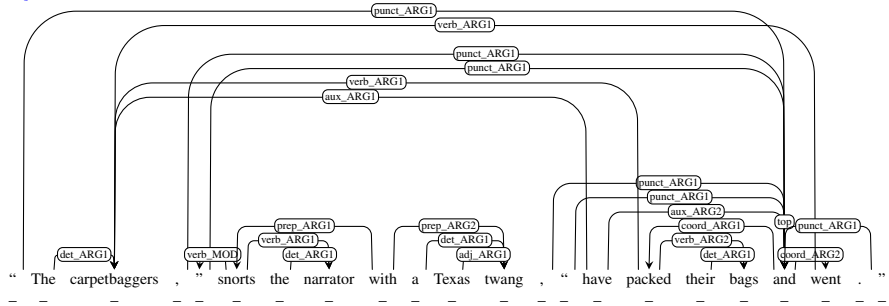 punct_ARG1
verb_ARG1
punct_ARG1
punct_ARG1
verb_ARG1
aux_ARG1
punct_ARG1
punct_ARG1
aux_ARG2
prep_ARG1 prep_ARG2 coord_ARG1 top punct_ARG1
verb_ARG1 det_ARG1 verb_ARG2
det_ARG1 verb_MOD det_ARG1 adj_ARG1 det_ARG1 coord_ARG2
“ The carpetbaggers , ” snorts the narrator with a Texas twang , “ have packed their bags and went . ”